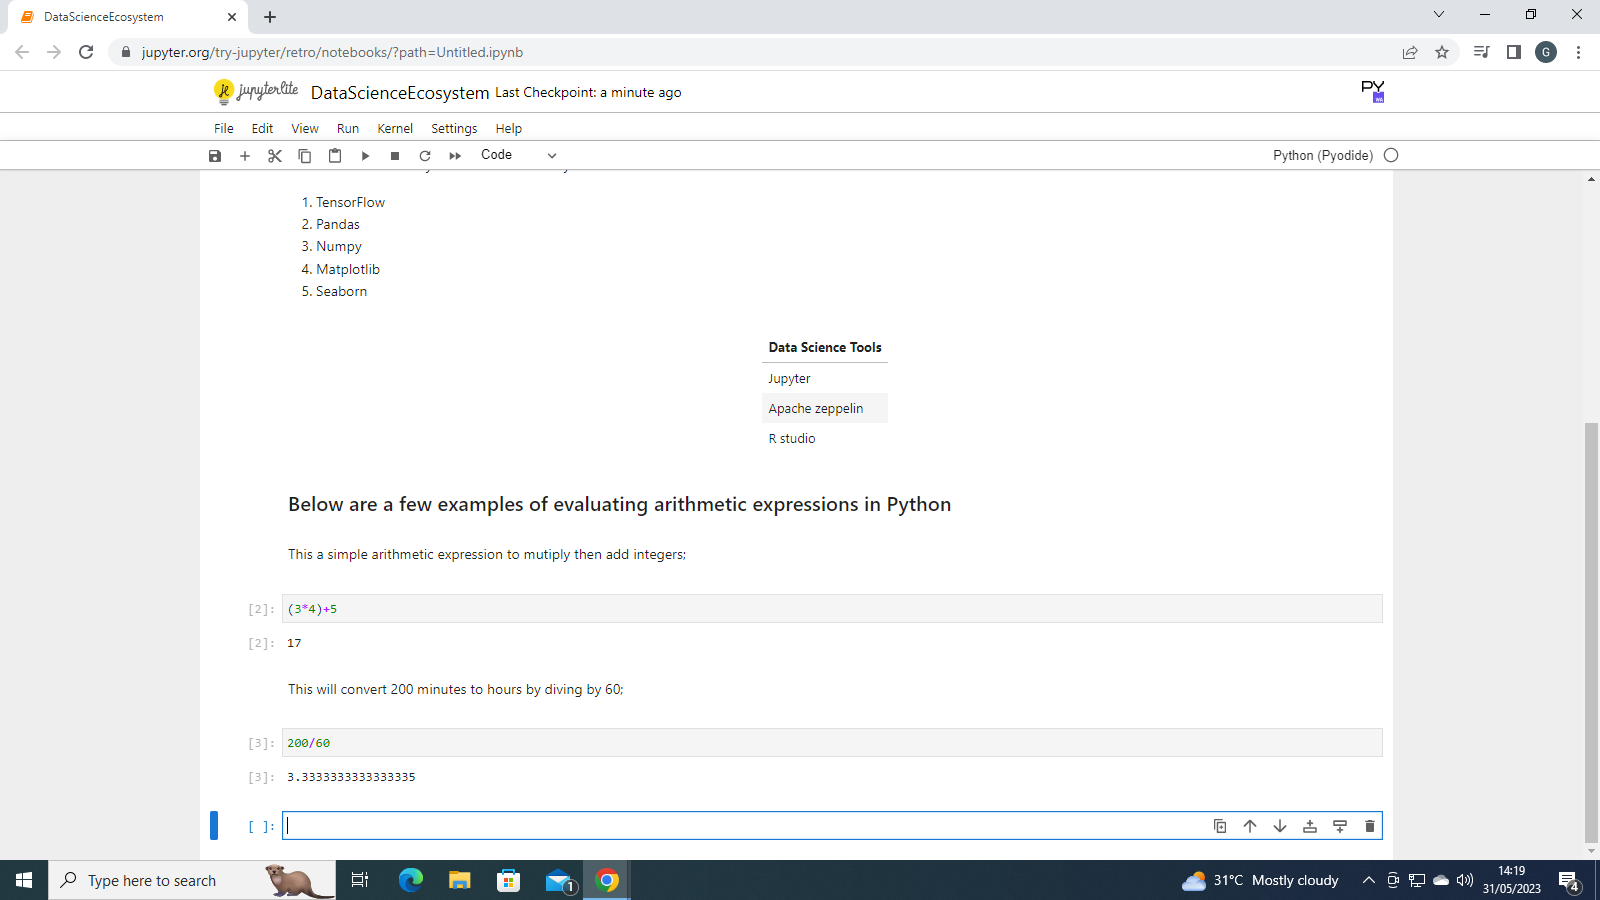 DataScienceEcosystem
jupyter.org/try-jupyter/retro/notebooks/?path=Untitled.ipynb
G
jupyterlite DataScienceEcosystem Last Checkpoint: a minute ago
PY
WA
File Edit View Run Kernel Settings Help
Code
Python (Pyodide)
1. TensorFlow
2. Pandas
3. Numpy
4. Matplotlib
5. Seaborn
Data Science Tools
Jupyter
Apache zeppelin
R studio
Below are a few examples of evaluating arithmetic expressions in Python
This a simple arithmetic expression to mutiply then add integers;
[2]: (3*4)+5
[2]: 17
This will convert 200 minutes to hours by diving by 60;
[3]: 200/60
[3]: 3.3333333333333335
[ ]:
Type here to search
1
31°C Mostly cloudy
14:19
31/05/2023
4